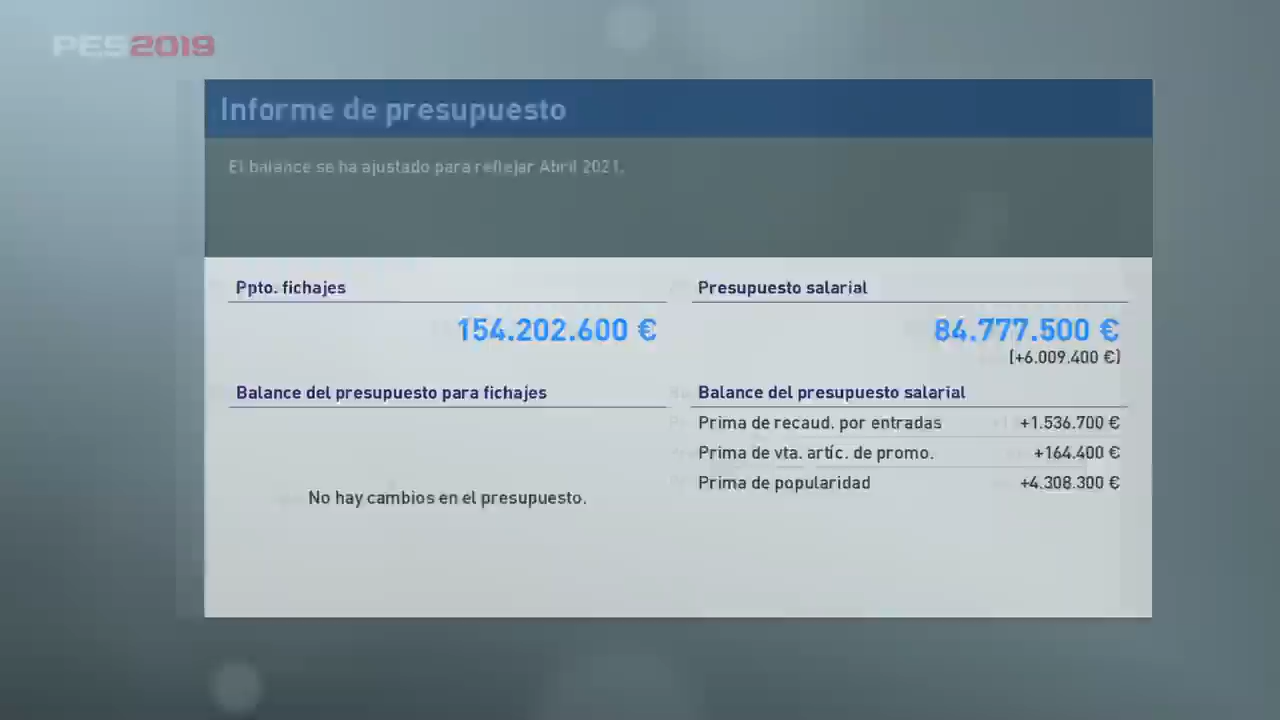 PES2019
Informe de presupuesto
El balance se ha ajustado para reflejar Abril 2021.
Ppto. fichajes
154.202.600 €
Balance del presupuesto para fichajes
No hay cambios en el presupuesto.
Presupuesto salarial
84.777.500 €
(+6.009.400 €)
Balance del presupuesto salarial
Prima de recaud. por entradas +1.536.700 €
Prima de vta. artíc. de promo. +164.400 €
Prima de popularidad +4.308.300 €